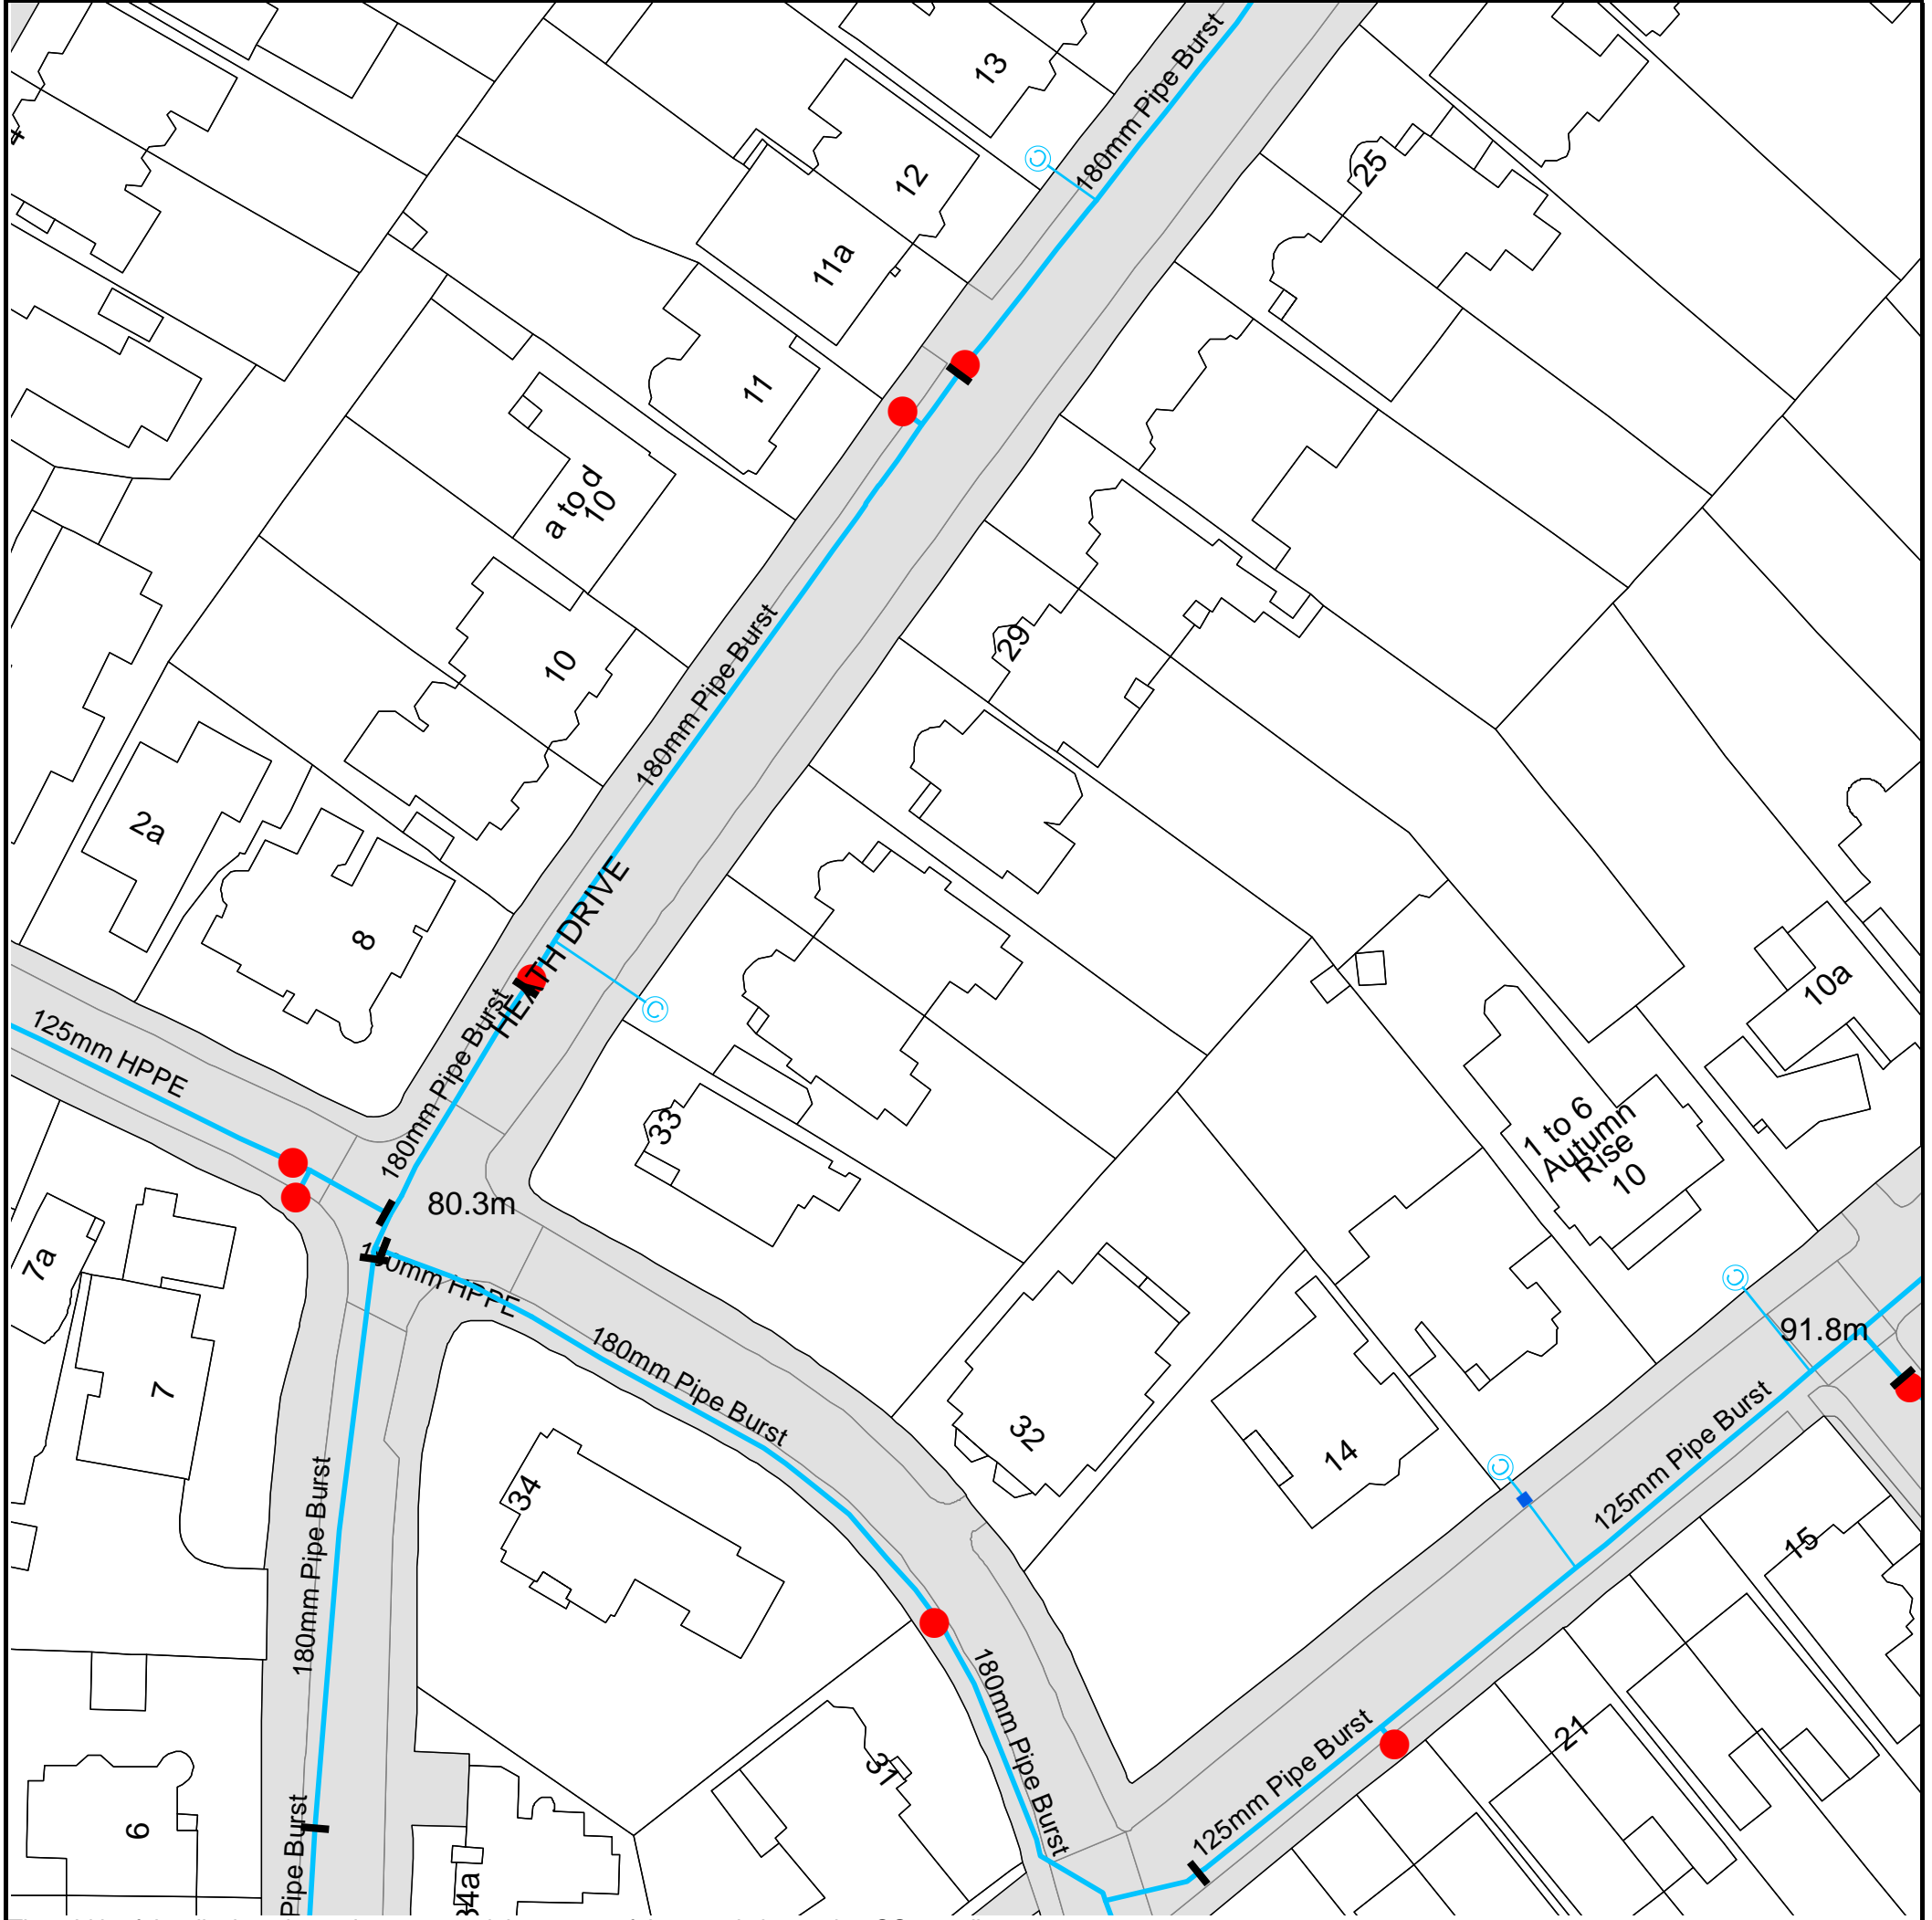 13
180mm Pipe Burst
12
25
11a
11
a to d
10
29
10
180mm Pipe Burst
2a
8
HEATH DRIVE
10a
125mm HPPE
180mm Pipe Burst
33
1 to 6
Autumn
Rise
10
80.3m
7a
mm HPPE
91.8m
180mm Pipe Burst
7
32
14
125mm Pipe Burst
34
180mm Pipe Burst
15
180mm Pipe Burst
21
31
125mm Pipe Burst
6
Pipe Burst
34a